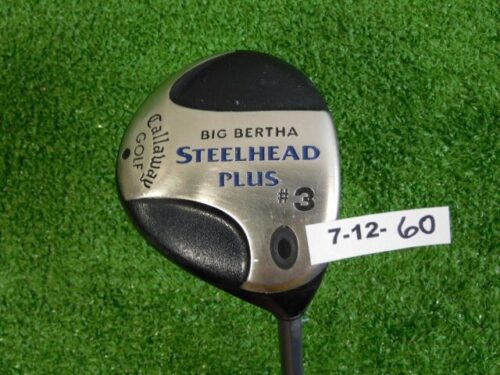 Callaway
GOLF
BIG BERTHA
STEELHEAD
PLUS
#3
7-12-60